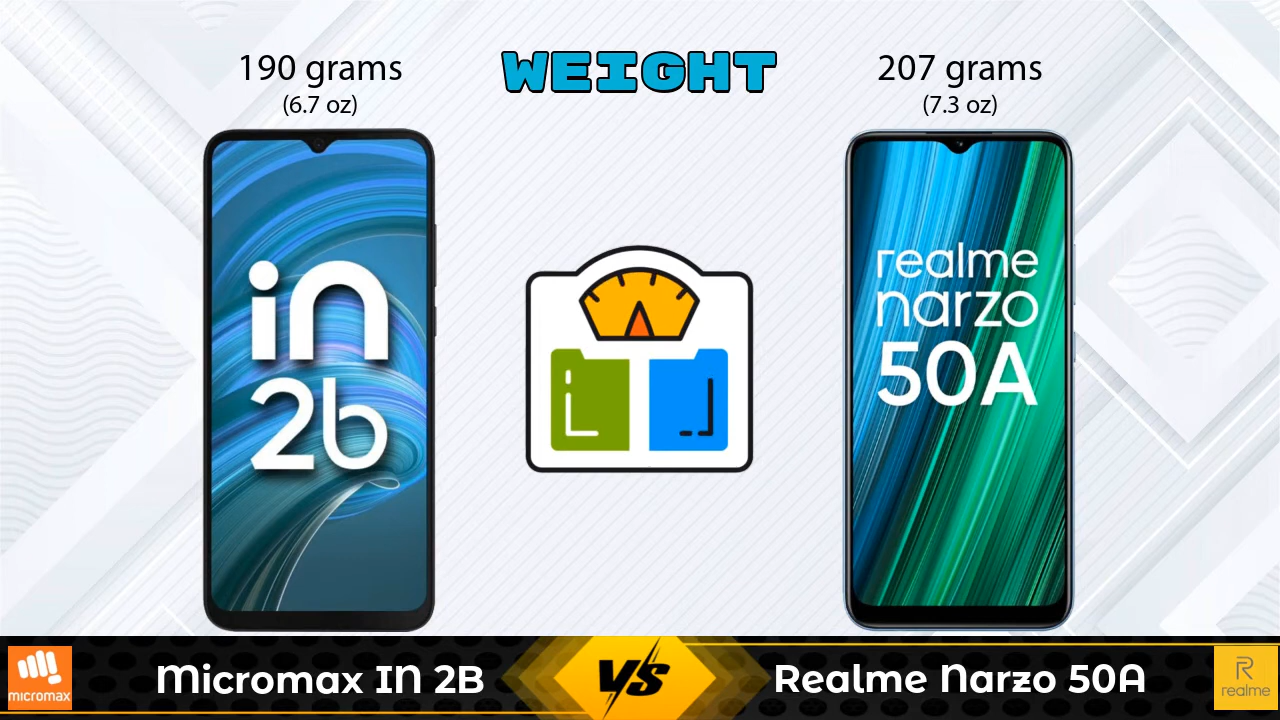 190 grams
(6.7 oz)
WEIGHT
207 grams
(7.3 oz)
in
2b
realme
narzo
50A
micromax
Micromax IN 2B
VS
Realme Narzo 50A
R
realme